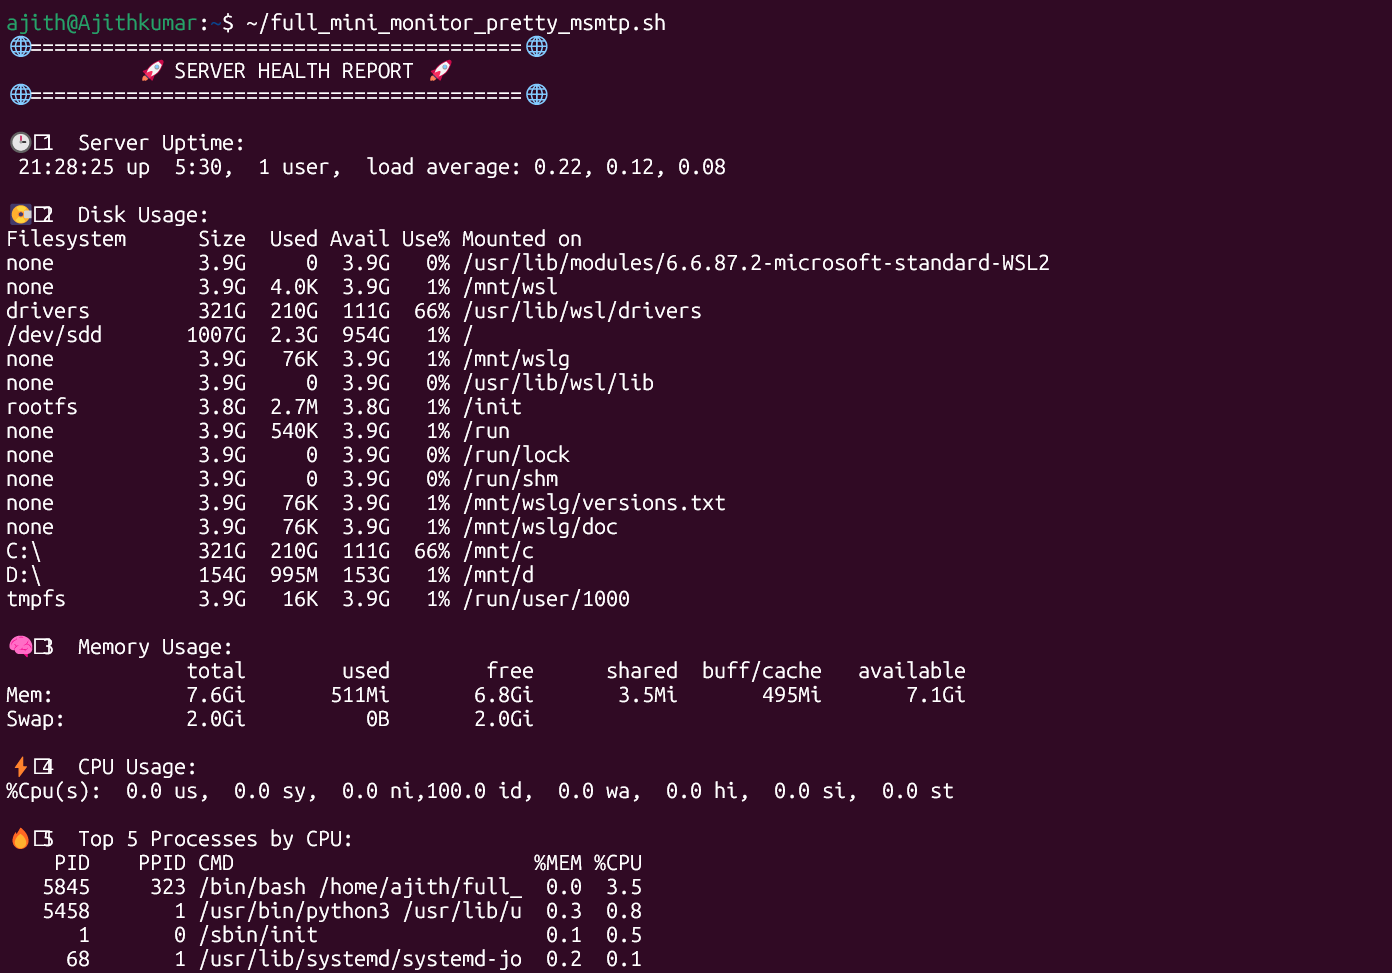 ajith@Ajithkumar:~$ ~/full_mini_monitor_pretty_msmtp.sh
🌐=========================================🌐
🚀 SERVER HEALTH REPORT 🚀
🌐=========================================🌐
🕒1 Server Uptime:
21:28:25 up 5:30, 1 user, load average: 0.22, 0.12, 0.08
💽2 Disk Usage:
Filesystem Size Used Avail Use% Mounted on
none 3.9G 0 3.9G 0% /usr/lib/modules/6.6.87.2-microsoft-standard-WSL2
none 3.9G 4.0K 3.9G 1% /mnt/wsl
drivers 321G 210G 111G 66% /usr/lib/wsl/drivers
/dev/sdd 1007G 2.3G 954G 1% /
none 3.9G 76K 3.9G 1% /mnt/wslg
none 3.9G 0 3.9G 0% /usr/lib/wsl/lib
rootfs 3.8G 2.7M 3.8G 1% /init
none 3.9G 540K 3.9G 1% /run
none 3.9G 0 3.9G 0% /run/lock
none 3.9G 0 3.9G 0% /run/shm
none 3.9G 76K 3.9G 1% /mnt/wslg/versions.txt
none 3.9G 76K 3.9G 1% /mnt/wslg/doc
C:\ 321G 210G 111G 66% /mnt/c
D:\ 154G 995M 153G 1% /mnt/d
tmpfs 3.9G 16K 3.9G 1% /run/user/1000
🧠3 Memory Usage:
total used free shared buff/cache available
Mem: 7.6Gi 511Mi 6.8Gi 3.5Mi 495Mi 7.1Gi
Swap: 2.0Gi 0B 2.0Gi
⚡4 CPU Usage:
%Cpu(s): 0.0 us, 0.0 sy, 0.0 ni,100.0 id, 0.0 wa, 0.0 hi, 0.0 si, 0.0 st
🔥5 Top 5 Processes by CPU:
PID PPID CMD %MEM %CPU
5845 323 /bin/bash /home/ajith/full_ 0.0 3.5
5458 1 /usr/bin/python3 /usr/lib/u 0.3 0.8
1 0 /sbin/init 0.1 0.5
68 1 /usr/lib/systemd/systemd-jo 0.2 0.1